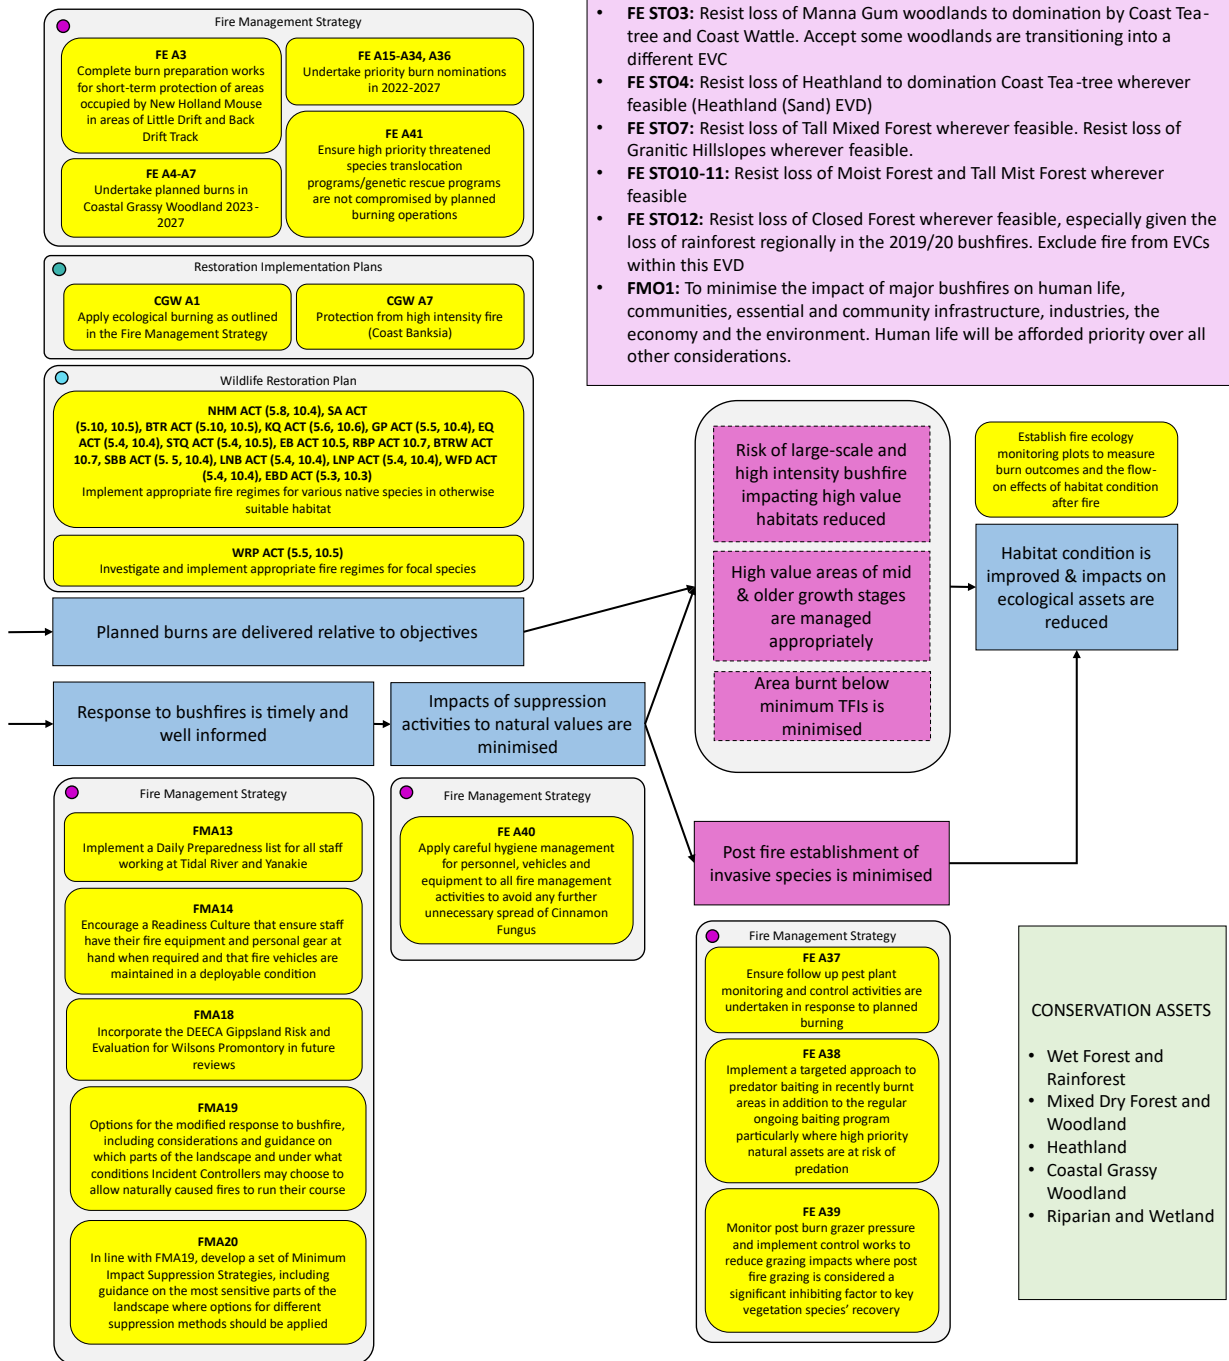 Fire Management Strategy
FE A3
Complete burn preparation works
for short-term protection of areas
occupied by New Holland Mouse
in areas of Little Drift and Back
Drift Track
FE A15-A34, A36
Undertake priority burn nominations
in 2022-2027
FE A4-A7
Undertake planned burns in
Coastal Grassy Woodland 2023-
2027
FE A41
Ensure high priority threatened
species translocation
programs/genetic rescue programs
are not compromised by planned
burning operations
Restoration Implementation Plans
CGW A1
Apply ecological burning as outlined
in the Fire Management Strategy
CGW A7
Protection from high intensity fire
(Coast Banksia)
Wildlife Restoration Plan
NHM ACT (5.8, 10.4), SA ACT
(5.10, 10.5), BTR ACT (5.10, 10.5), KQ ACT (5.6, 10.6), GP ACT (5.5, 10.4), EQ
ACT (5.4, 10.4), STQ ACT (5.4, 10.5), EB ACT 10.5, RBP ACT 10.7, BTRW ACT
10.7, SBB ACT (5. 5, 10.4), LNB ACT (5.4, 10.4), LNP ACT (5.4, 10.4), WFD ACT
(5.4, 10.4), EBD ACT (5.3, 10.3)
Implement appropriate fire regimes for various native species in otherwise
suitable habitat
WRP ACT (5.5, 10.5)
Investigate and implement appropriate fire regimes for focal species
• FE STO3: Resist loss of Manna Gum woodlands to domination by Coast Tea-
tree and Coast Wattle. Accept some woodlands are transitioning into a
different EVC
• FE STO4: Resist loss of Heathland to domination Coast Tea-tree wherever
feasible (Heathland (Sand) EVD)
• FE STO7: Resist loss of Tall Mixed Forest wherever feasible. Resist loss of
Granitic Hillslopes wherever feasible.
• FE STO10-11: Resist loss of Moist Forest and Tall Mist Forest wherever
feasible
• FE STO12: Resist loss of Closed Forest wherever feasible, especially given the
loss of rainforest regionally in the 2019/20 bushfires. Exclude fire from EVCs
within this EVD
• FMO1: To minimise the impact of major bushfires on human life,
communities, essential and community infrastructure, industries, the
economy and the environment. Human life will be afforded priority over all
other considerations.
Planned burns are delivered relative to objectives
Response to bushfires is timely and
well informed
Impacts of suppression
activities to natural values are
minimised
Risk of large-scale and
high intensity bushfire
impacting high value
habitats reduced
High value areas of mid
& older growth stages
are managed
appropriately
Area burnt below
minimum TFIs is
minimised
Establish fire ecology
monitoring plots to measure
burn outcomes and the flow-
on effects of habitat condition
after fire
Habitat condition is
improved & impacts on
ecological assets are
reduced
Post fire establishment of
invasive species is minimised
Fire Management Strategy
FMA13
Implement a Daily Preparedness list for all staff
working at Tidal River and Yanakie
FMA14
Encourage a Readiness Culture that ensure staff
have their fire equipment and personal gear at
hand when required and that fire vehicles are
maintained in a deployable condition
FMA18
Incorporate the DEECA Gippsland Risk and
Evaluation for Wilsons Promontory in future
reviews
FMA19
Options for the modified response to bushfire,
including considerations and guidance on
which parts of the landscape and under what
conditions Incident Controllers may choose to
allow naturally caused fires to run their course
FMA20
In line with FMA19, develop a set of Minimum
Impact Suppression Strategies, including
guidance on the most sensitive parts of the
landscape where options for different
suppression methods should be applied
Fire Management Strategy
FE A40
Apply careful hygiene management
for personnel, vehicles and
equipment to all fire management
activities to avoid any further
unnecessary spread of Cinnamon
Fungus
Fire Management Strategy
FE A37
Ensure follow up pest plant
monitoring and control activities are
undertaken in response to planned
burning
FE A38
Implement a targeted approach to
predator baiting in recently burnt
areas in addition to the regular
ongoing baiting program
particularly where high priority
natural assets are at risk of
predation
FE A39
Monitor post burn grazer pressure
and implement control works to
reduce grazing impacts where post
fire grazing is considered a
significant inhibiting factor to key
vegetation species' recovery
CONSERVATION ASSETS
• Wet Forest and
Rainforest
• Mixed Dry Forest and
Woodland
• Heathland
• Coastal Grassy
Woodland
• Riparian and Wetland